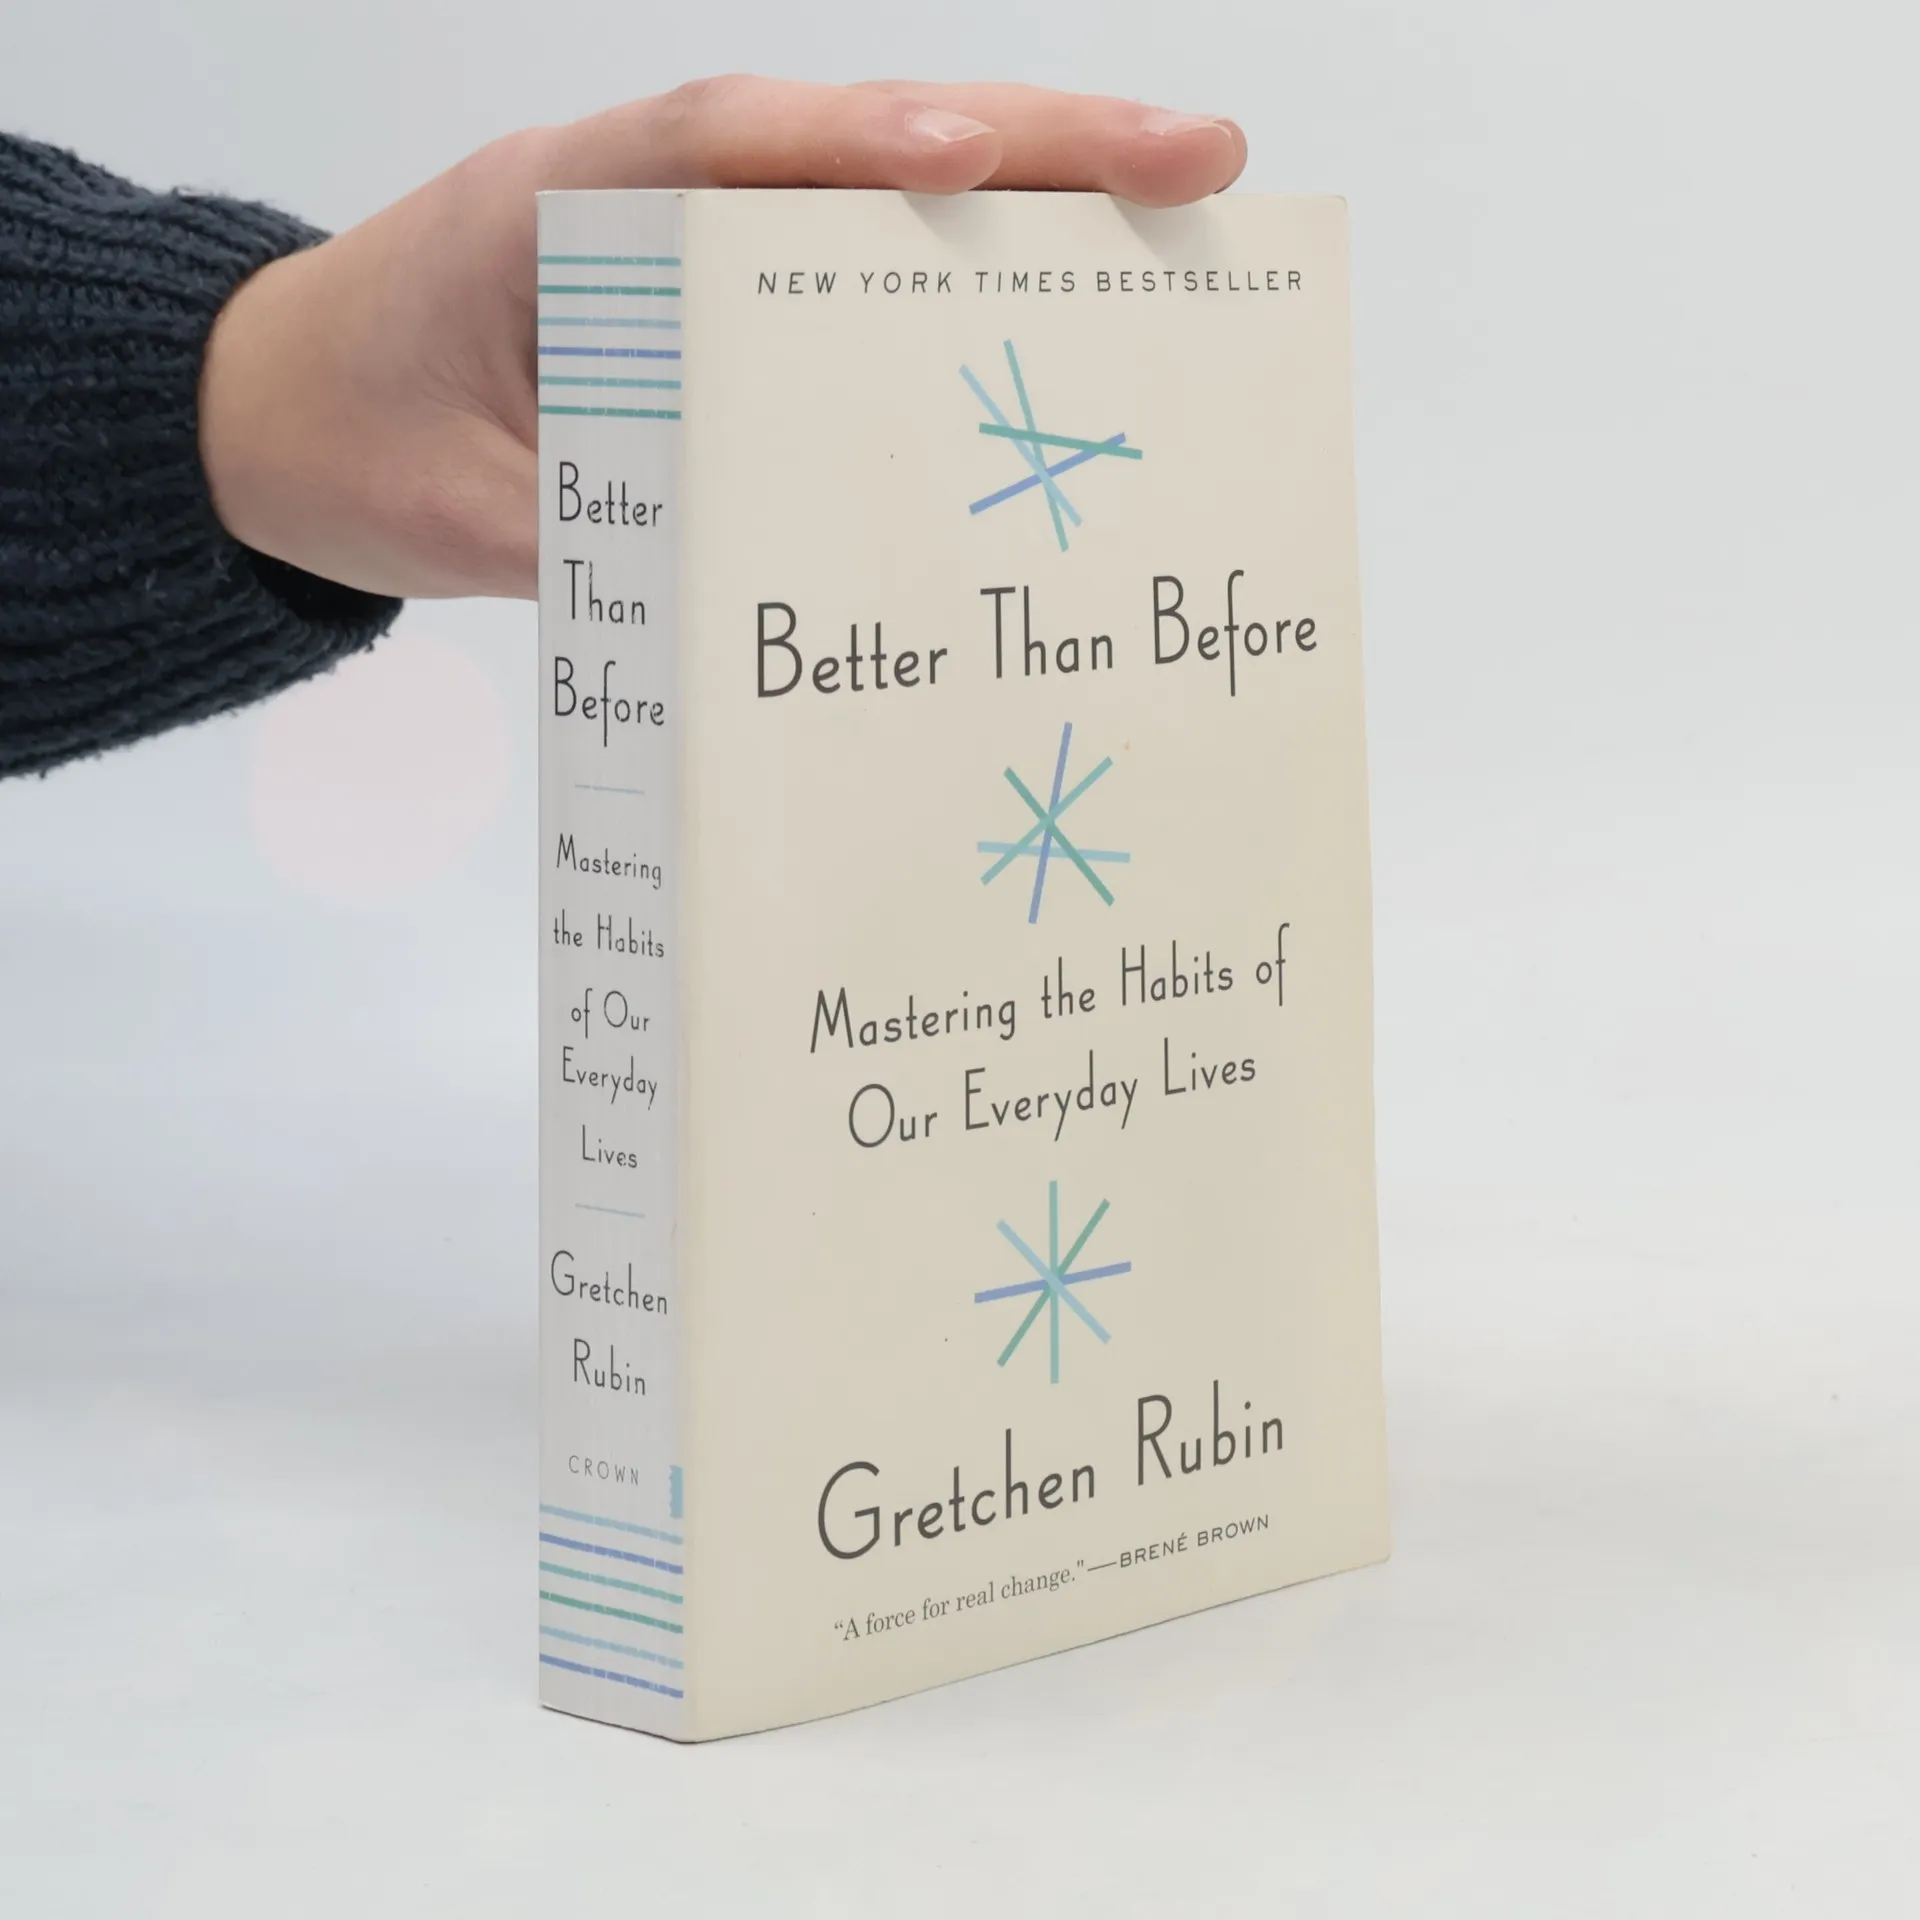 Better
Than
Before
Mastering
the Habits
of Our
Everyday
Lives
Gretchen
Rubin
CROWN
NEW YORK TIMES BESTSELLER
Better Than Before
Mastering the Habits of
Our Everyday Lives
Gretchen Rubin
“A force for real change.”—BRENÉ BROWN